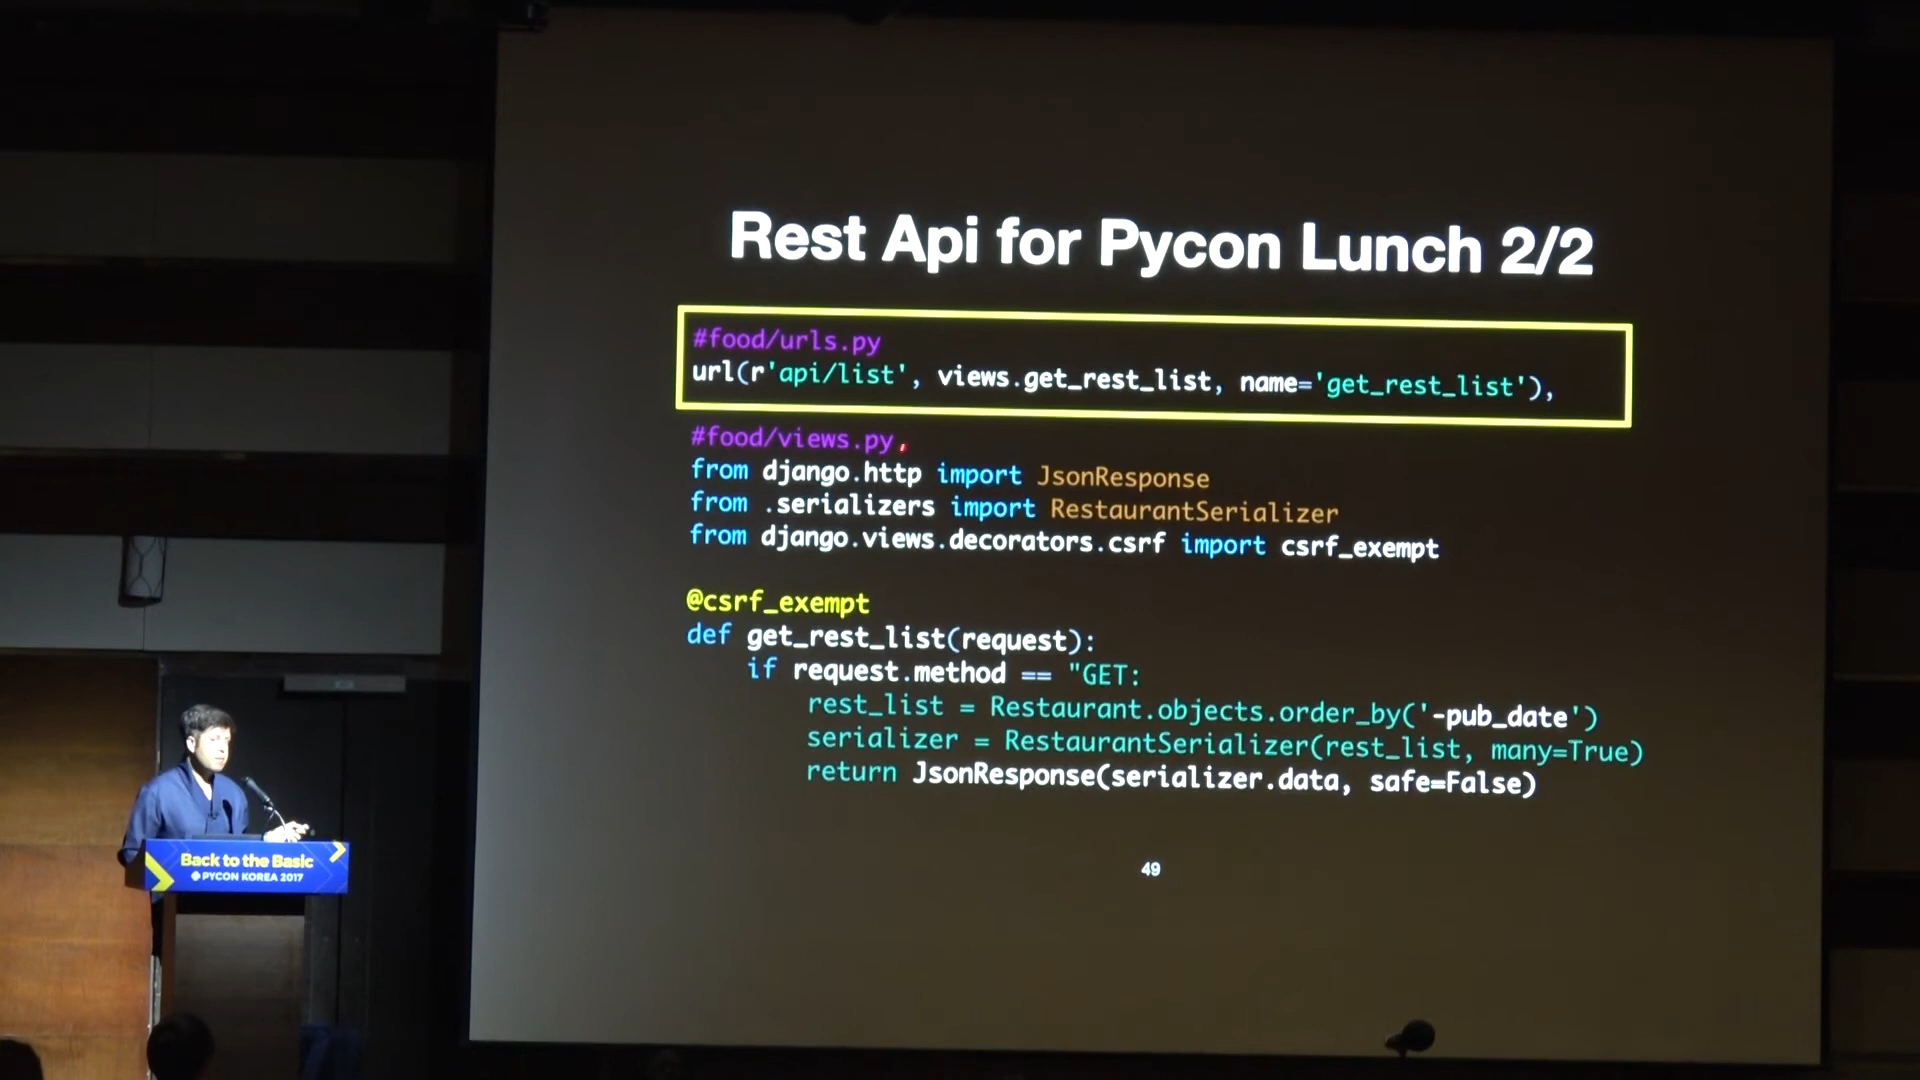 Rest Api for Pycon Lunch 2/2
#food/urls.py
url(r'api/list', views.get_rest_list, name='get_rest_list'),
#food/views.py
from django.http import JsonResponse
from .serializers import RestaurantSerializer
from django.views.decorators.csrf import csrf_exempt
@csrf_exempt
def get_rest_list(request):
    if request.method == "GET:
        rest_list = Restaurant.objects.order_by('-pub_date')
        serializer = RestaurantSerializer(rest_list, many=True)
        return JsonResponse(serializer.data, safe=False)
49
Back to the Basic
PYCON KOREA 2017